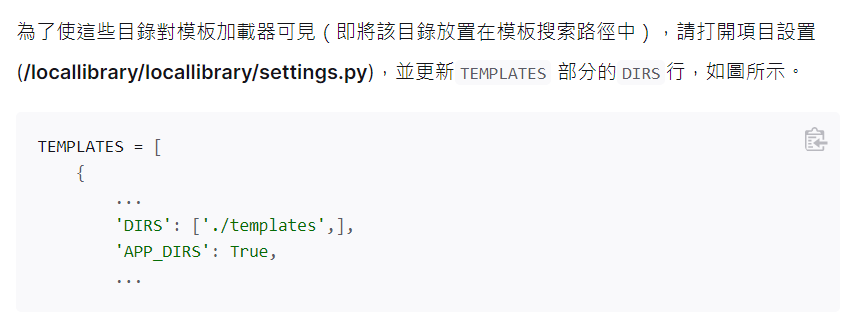 為了使這些目錄對模板加載器可見（即將該目錄放置在模板搜索路徑中），請打開項目設置
(/locallibrary/locallibrary/settings.py)，並更新 TEMPLATES 部分的 DIRS 行，如圖所示。
TEMPLATES = [
    {
        ...
        'DIRS': ['./templates',],
        'APP_DIRS': True,
        ...